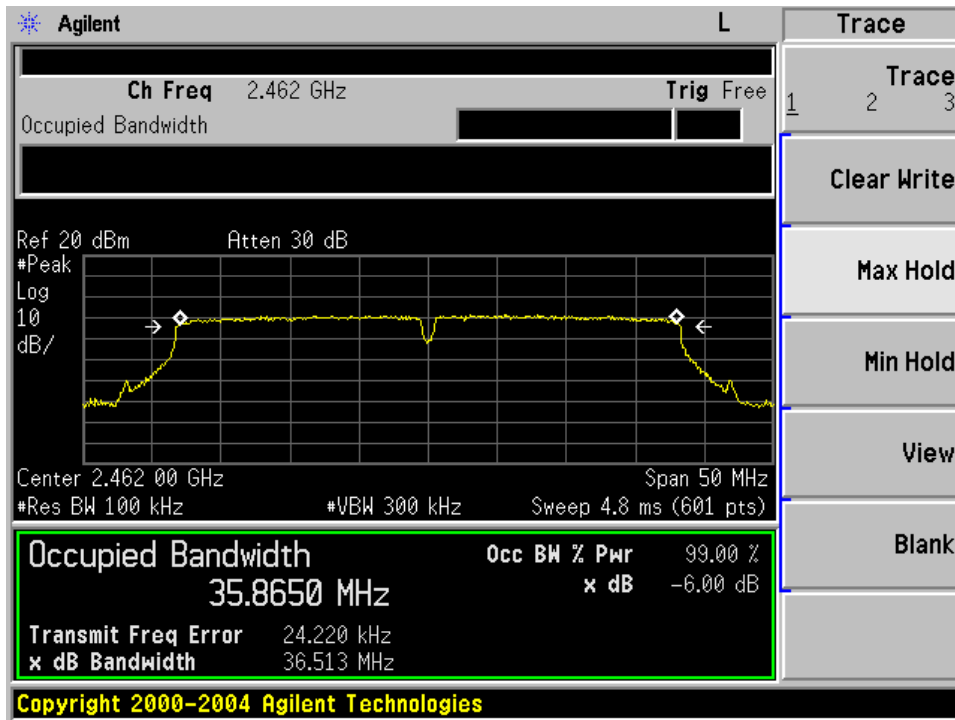 Agilent L Trace
Ch Freq 2.462 GHz Trig Free
Occupied Bandwidth
Trace
1 2 3
Clear Write
Max Hold
Min Hold
View
Blank
Ref 20 dBm Atten 30 dB
#Peak
Log
10
dB/
Center 2.462 00 GHz Span 50 MHz
#Res BW 100 kHz #VBW 300 kHz Sweep 4.8 ms (601 pts)
Occupied Bandwidth Occ BW % Pwr 99.00 %
35.8650 MHz x dB -6.00 dB
Transmit Freq Error 24.220 kHz
x dB Bandwidth 36.513 MHz
Copyright 2000-2004 Agilent Technologies